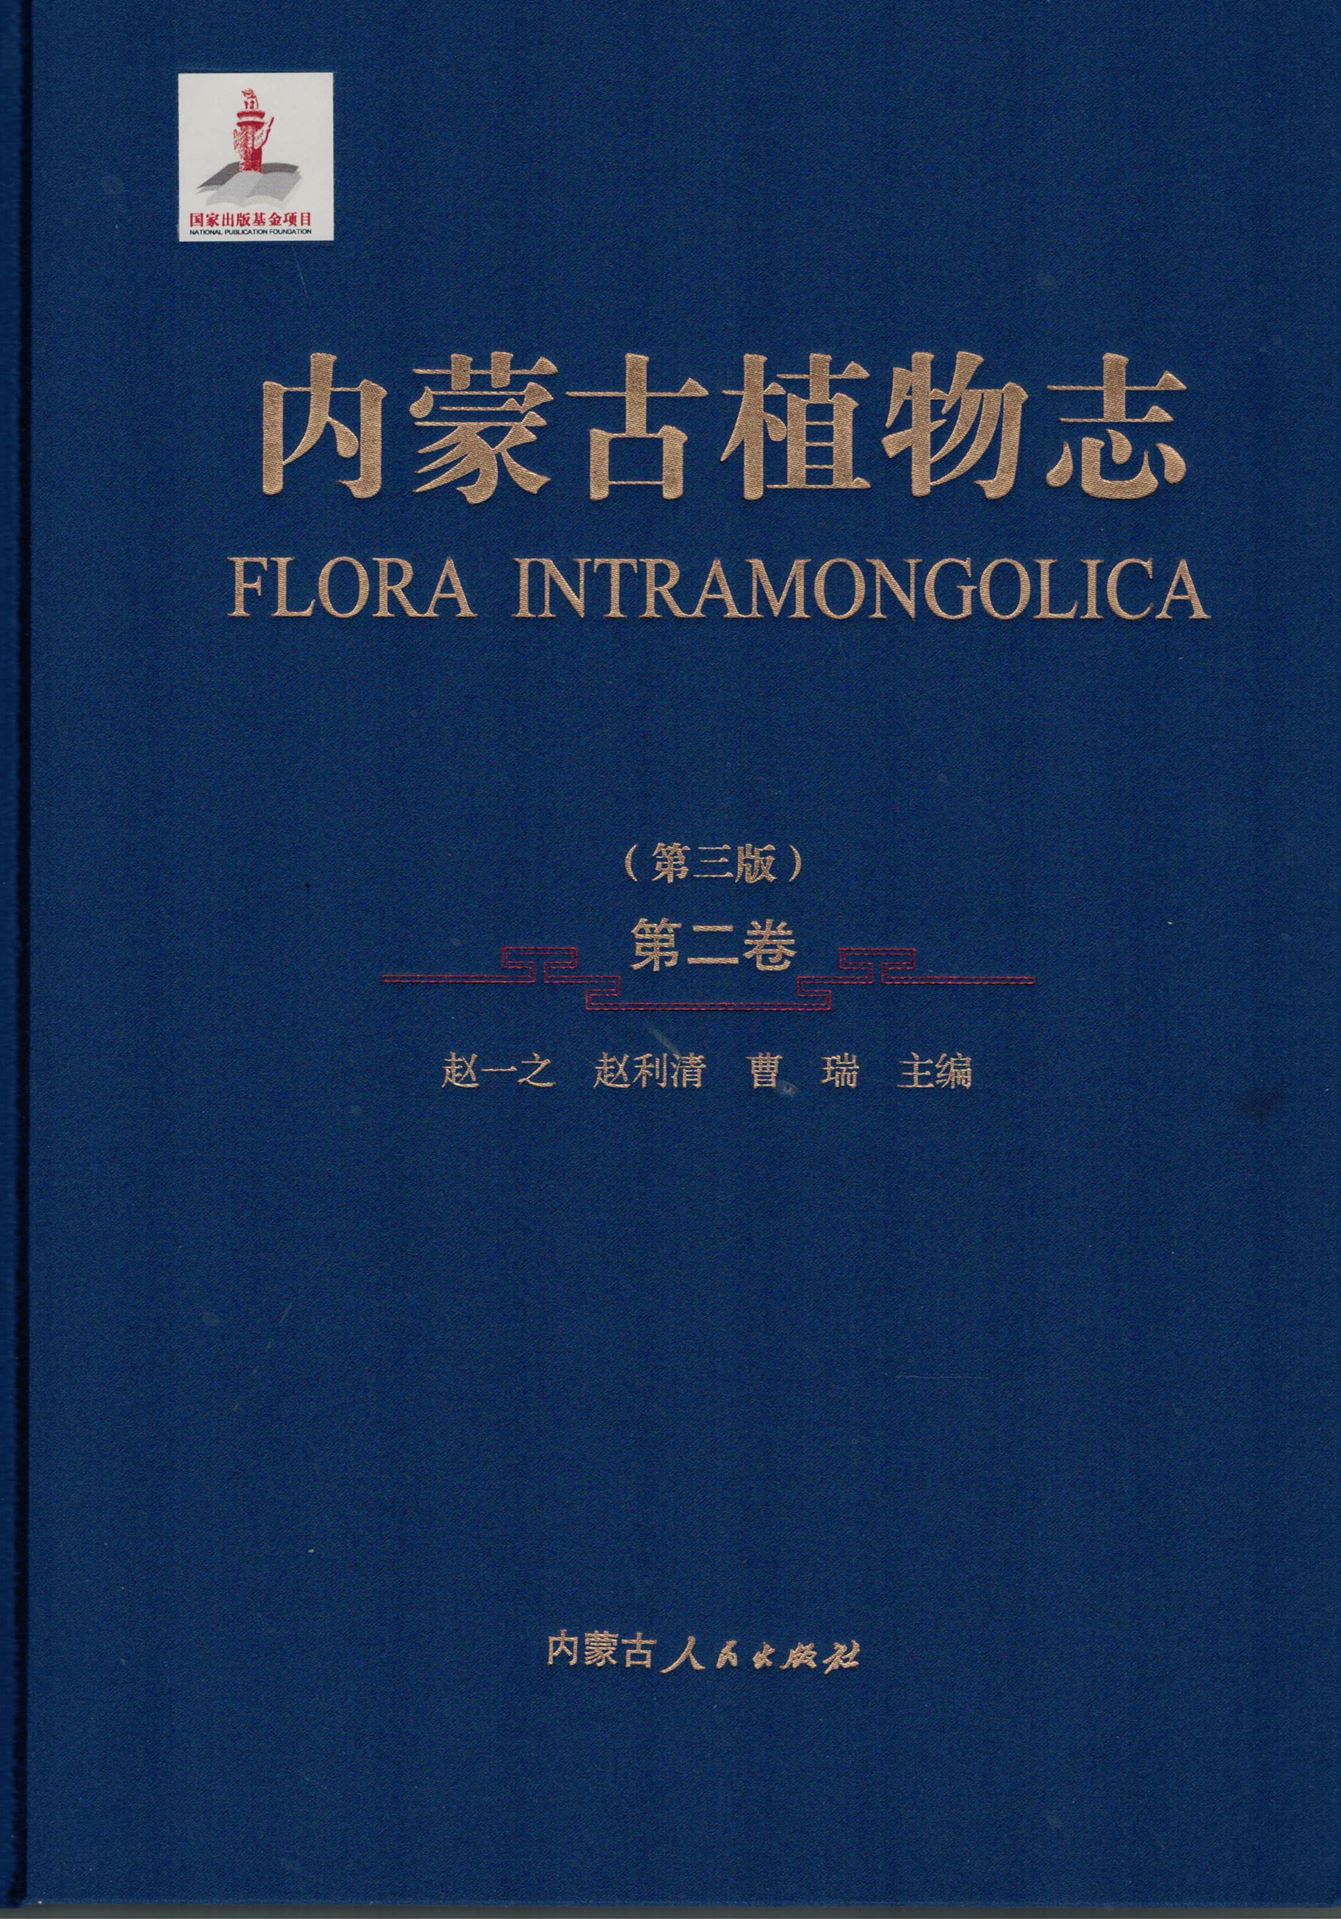 国家出版基金项目
NATIONAL PUBLICATION FOUNDATION
内蒙古植物志
FLORA INTRAMONGOLICA
（第三版）
第二卷
赵一之 赵利清 曹 瑞 主编
内蒙古人民出版社